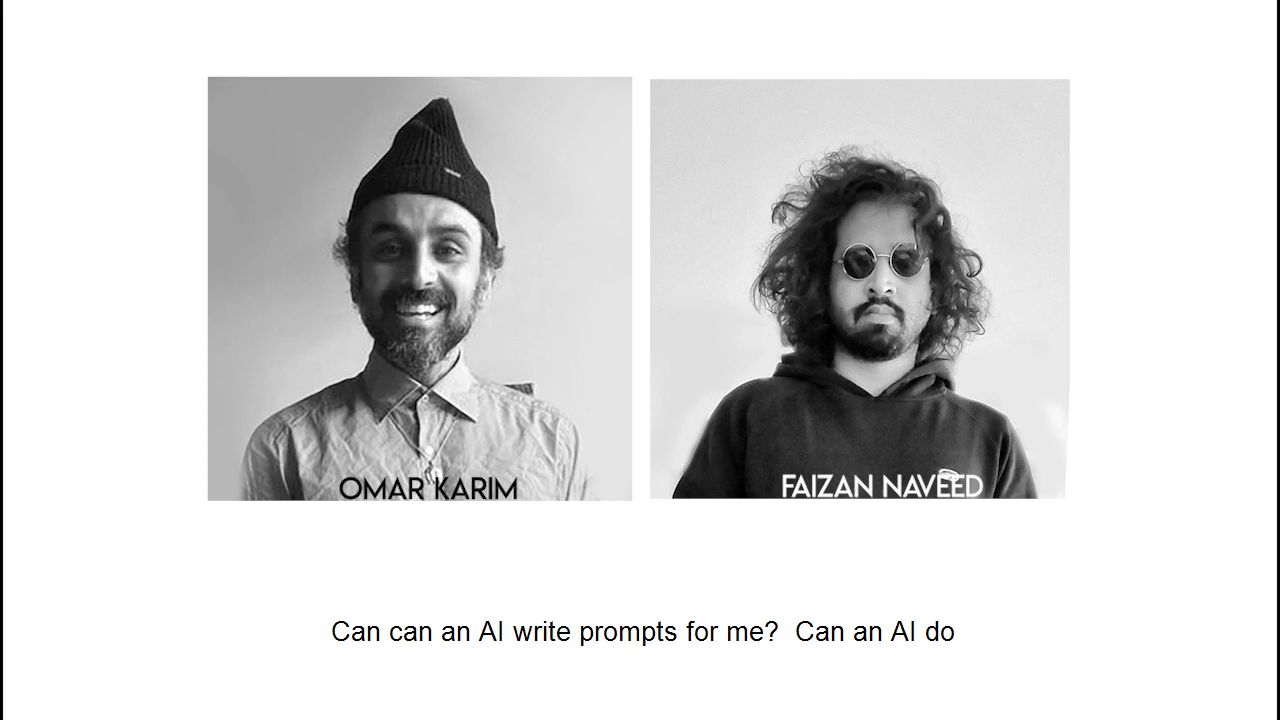 OMAR KARIM
FAIZAN NAVEED
Can can an AI write prompts for me?  Can an AI do